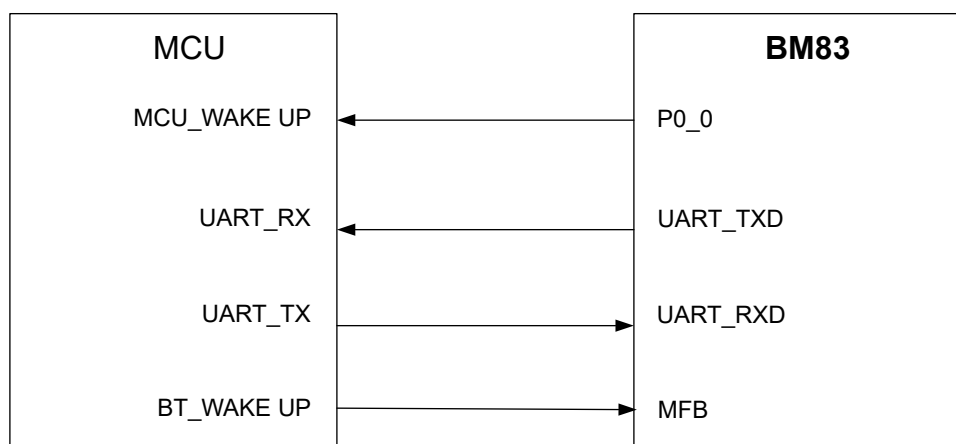 MCU
BM83
MCU_WAKE UP
P0_0
UART_RX
UART_TXD
UART_TX
UART_RXD
BT_WAKE UP
MFB